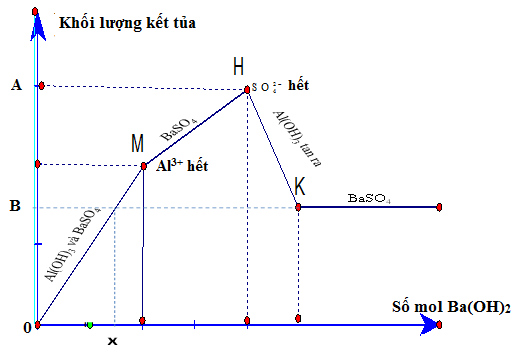 Khối lượng kết tủa
H
A
SO₄²⁻ hết
BaSO₄
Al(OH)₃ tan ra
M
Al³⁺ hết
K
B
BaSO₄
Al(OH)₃ và BaSO₄
Số mol Ba(OH)₂
0
x